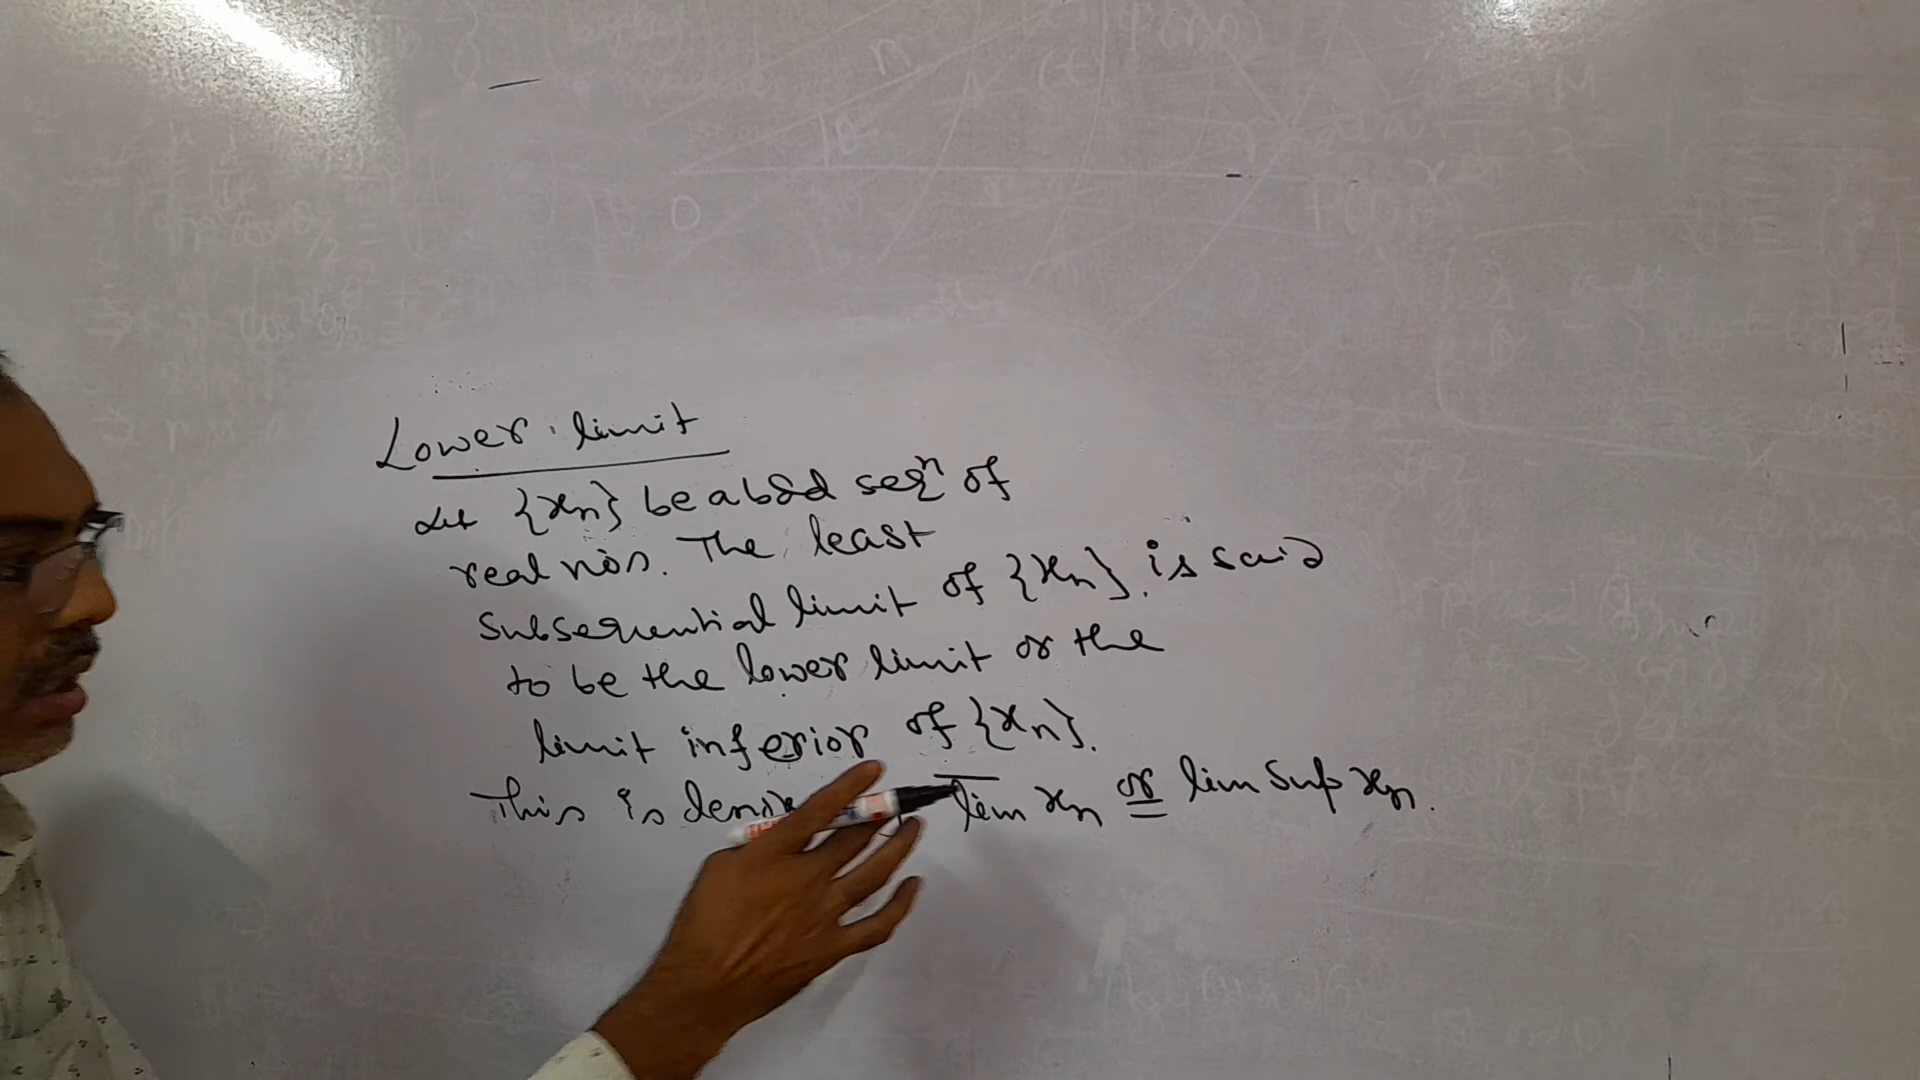 Lower limit
Let {xn} be a bdd seqn of
real nos. The least
subsequential limit of {xn} is said
to be the lower limit or the
limit inferior of {xn}.
This is deno lim xn or lim sup xn.